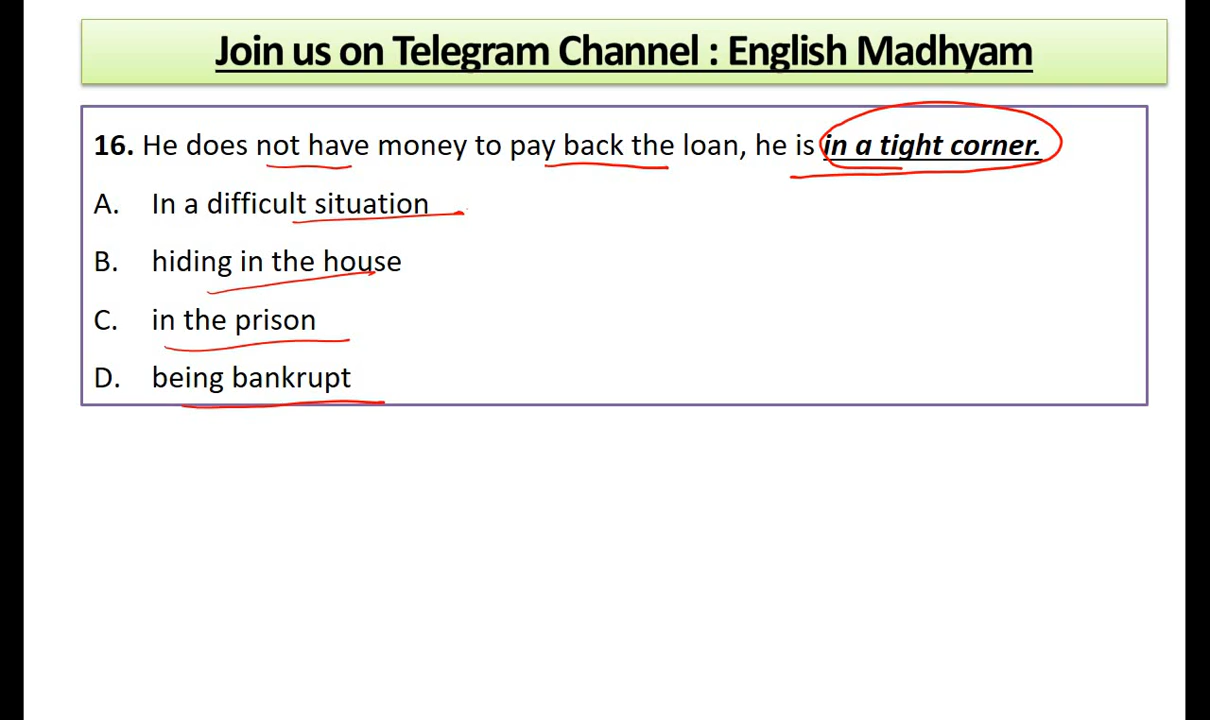 Join us on Telegram Channel : English Madhyam
16. He does not have money to pay back the loan, he is in a tight corner.
A. In a difficult situation
B. hiding in the house
C. in the prison
D. being bankrupt